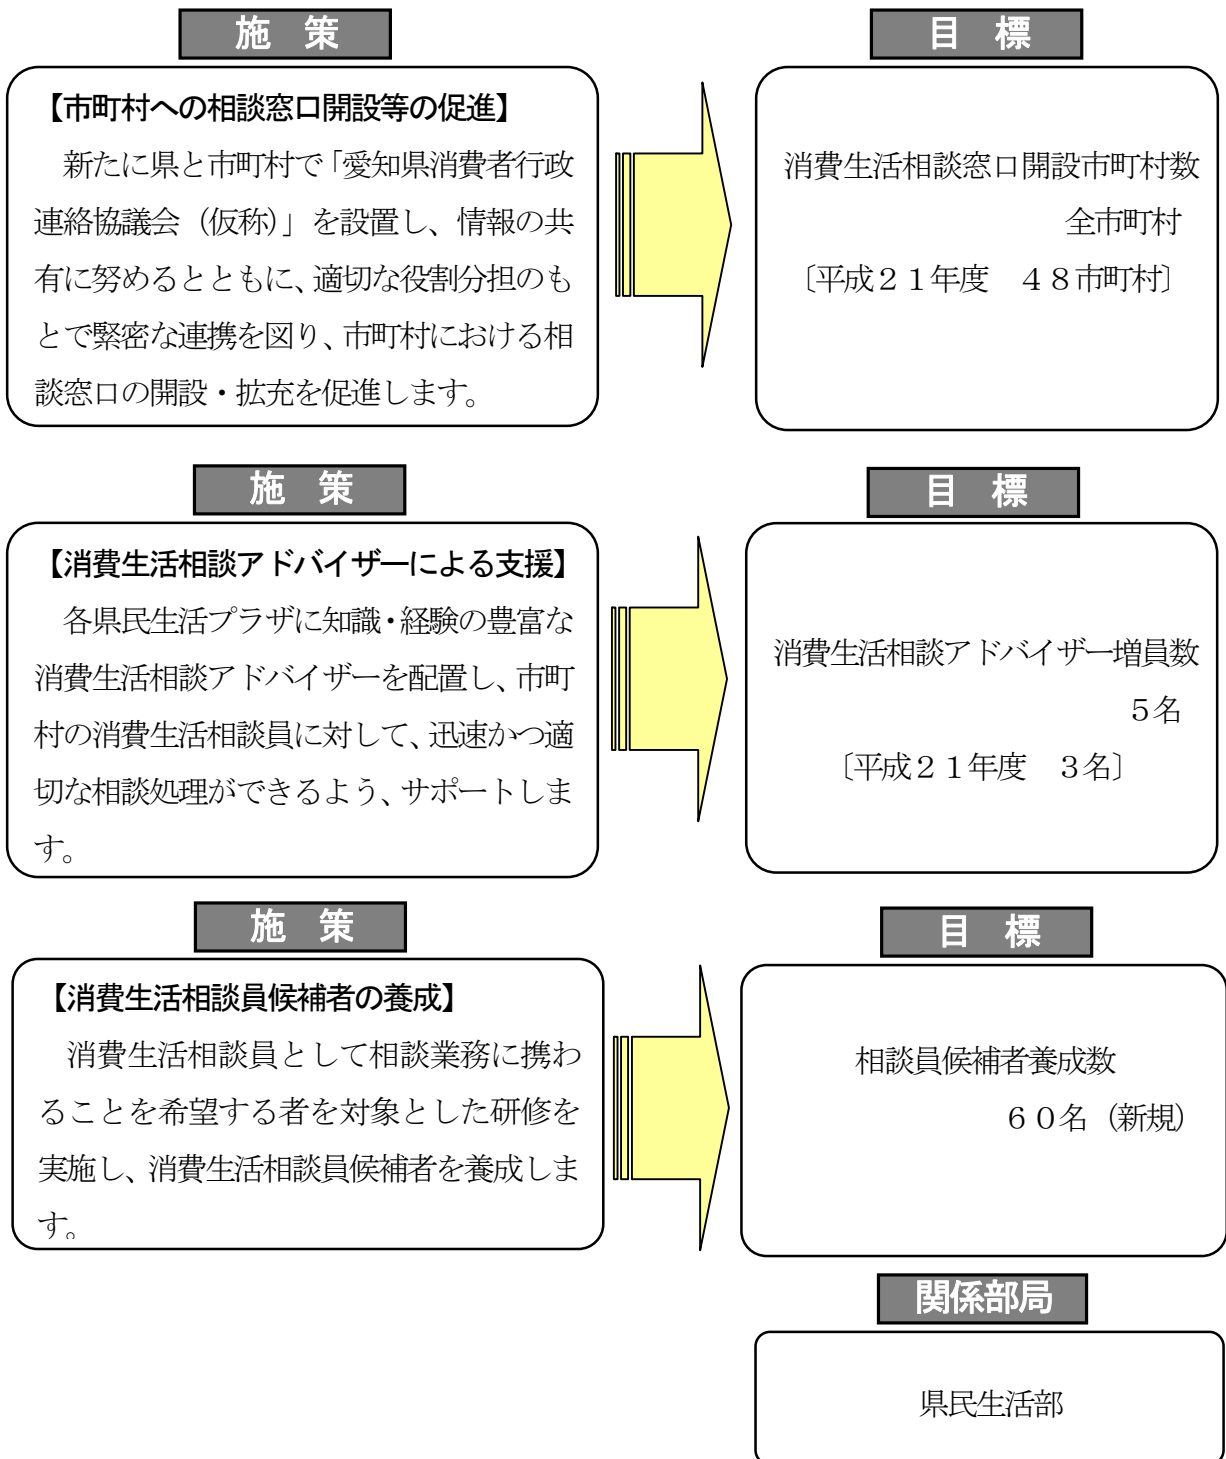 施　策
【市町村への相談窓口開設等の促進】
　新たに県と市町村で「愛知県消費者行政
連絡協議会（仮称）」を設置し、情報の共
有に努めるとともに、適切な役割分担のも
とで緊密な連携を図り、市町村における相
談窓口の開設・拡充を促進します。
目　標
消費生活相談窓口開設市町村数
全市町村
〔平成２１年度　４８市町村〕
施　策
【消費生活相談アドバイザーによる支援】
　各県民生活プラザに知識・経験の豊富な
消費生活相談アドバイザーを配置し、市町
村の消費生活相談員に対して、迅速かつ適
切な相談処理ができるよう、サポートしま
す。
目　標
消費生活相談アドバイザー増員数
５名
〔平成２１年度　３名〕
施　策
【消費生活相談員候補者の養成】
　消費生活相談員として相談業務に携わ
ることを希望する者を対象とした研修を
実施し、消費生活相談員候補者を養成しま
す。
目　標
相談員候補者養成数
６０名（新規）
関係部局
県民生活部